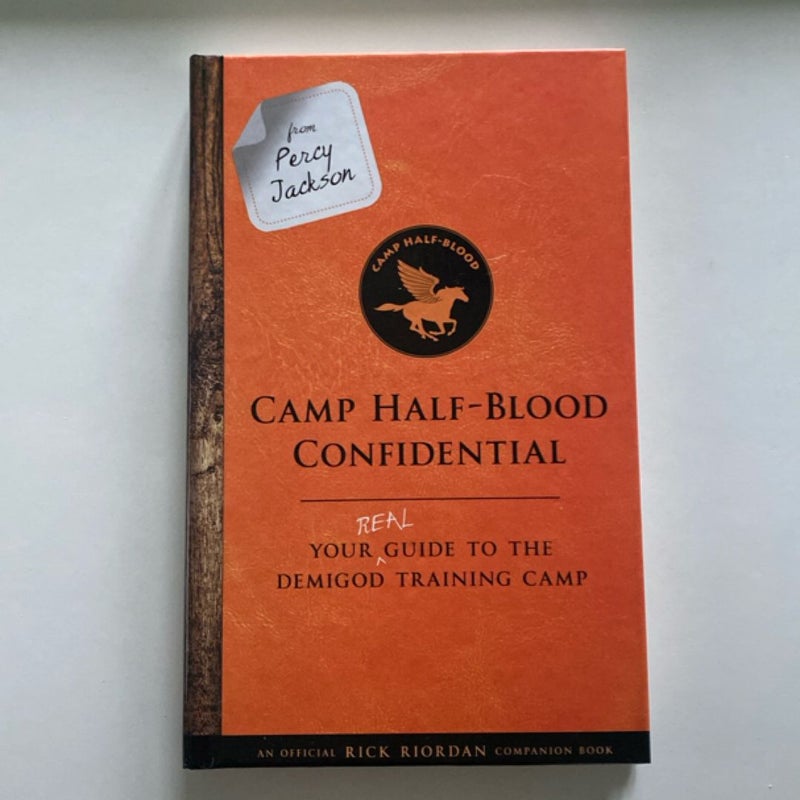 from
Percy
Jackson
CAMP HALF-BLOOD
CAMP HALF-BLOOD
CONFIDENTIAL
REAL
YOUR ^ GUIDE TO THE
DEMIGOD TRAINING CAMP
AN OFFICIAL RICK RIORDAN COMPANION BOOK